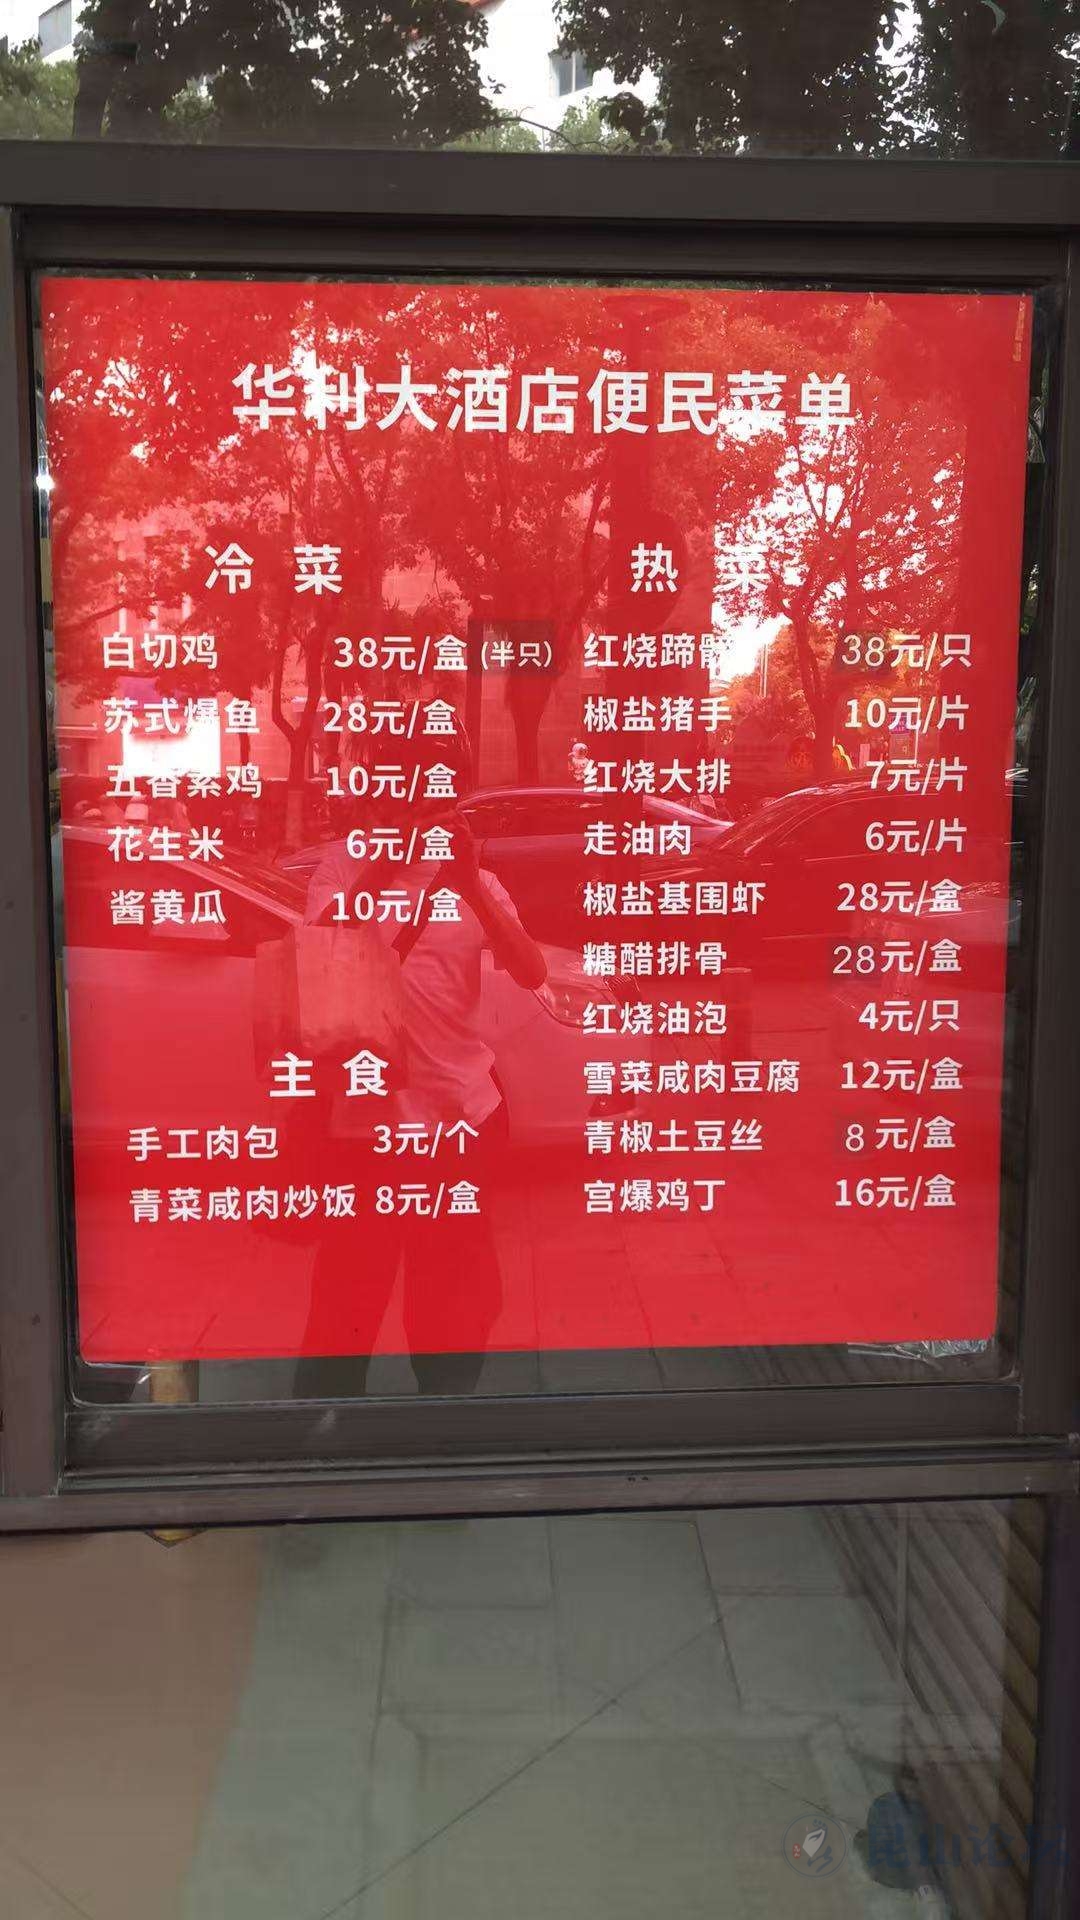 华利大酒店便民菜单
冷菜
白切鸡 38元/盒 (半只)
苏式爆鱼 28元/盒
五香素鸡 10元/盒
花生米 6元/盒
酱黄瓜 10元/盒
主食
手工肉包 3元/个
青菜咸肉炒饭 8元/盒
热菜
红烧蹄髈 38元/只
椒盐猪手 10元/片
红烧大排 7元/片
走油肉 6元/片
椒盐基围虾 28元/盒
糖醋排骨 28元/盒
红烧油泡 4元/只
雪菜咸肉豆腐 12元/盒
青椒土豆丝 8元/盒
宫爆鸡丁 16元/盒
昆山论坛